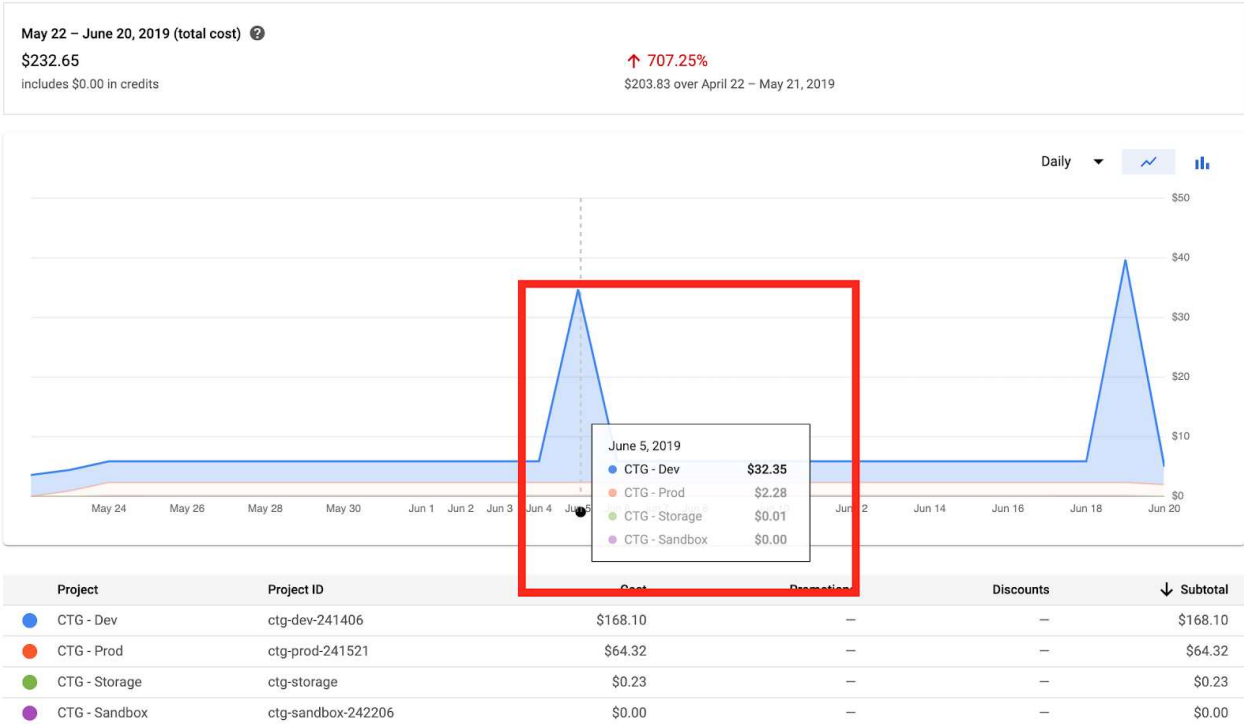 May 22 – June 20, 2019 (total cost) ?
$232.65
includes $0.00 in credits
↑ 707.25%
$203.83 over April 22 – May 21, 2019
Daily
$50
$40
$30
$20
$10
$0
June 5, 2019
CTG - Dev $32.35
CTG - Prod $2.28
CTG - Storage $0.01
CTG - Sandbox $0.00
May 24 May 26 May 28 May 30 Jun 1 Jun 2 Jun 3 Jun 4 Jun 14 Jun 16 Jun 18 Jun 20
Project Project ID Cost Promotions Discounts ↓ Subtotal
CTG - Dev ctg-dev-241406 $168.10 — — $168.10
CTG - Prod ctg-prod-241521 $64.32 — — $64.32
CTG - Storage ctg-storage $0.23 — — $0.23
CTG - Sandbox ctg-sandbox-242206 $0.00 — — $0.00